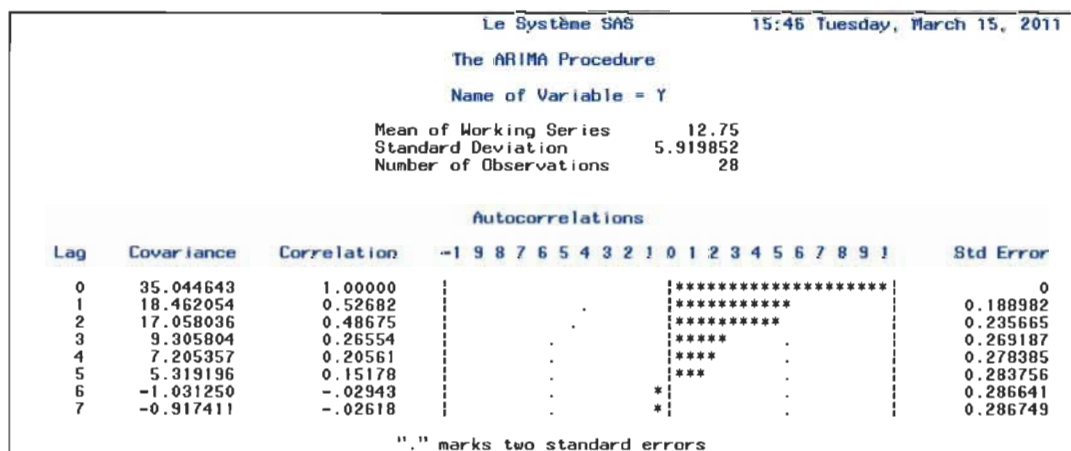 Le Système SAS 15:46 Tuesday, March 15, 2011
The ARIMA Procedure
Name of Variable = Y
Mean of Working Series 12.75
Standard Deviation 5.919852
Number of Observations 28
Autocorrelations
Lag Covariance Correlation -1 9 8 7 6 5 4 3 2 1 0 1 2 3 4 5 6 7 8 9 1 Std Error
0 35.044643 1.00000 | |********************| 0
1 18.462054 0.52682 | . |*********** | 0.188982
2 17.058036 0.48675 | . |********** | 0.235665
3 9.305804 0.26554 | . |***** . | 0.269187
4 7.205357 0.20561 | . |**** . | 0.278385
5 5.319196 0.15178 | . |*** . | 0.283756
6 -1.031250 -.02943 | . *| . | 0.286641
7 -0.917411 -.02618 | . *| . | 0.286749
"." marks two standard errors